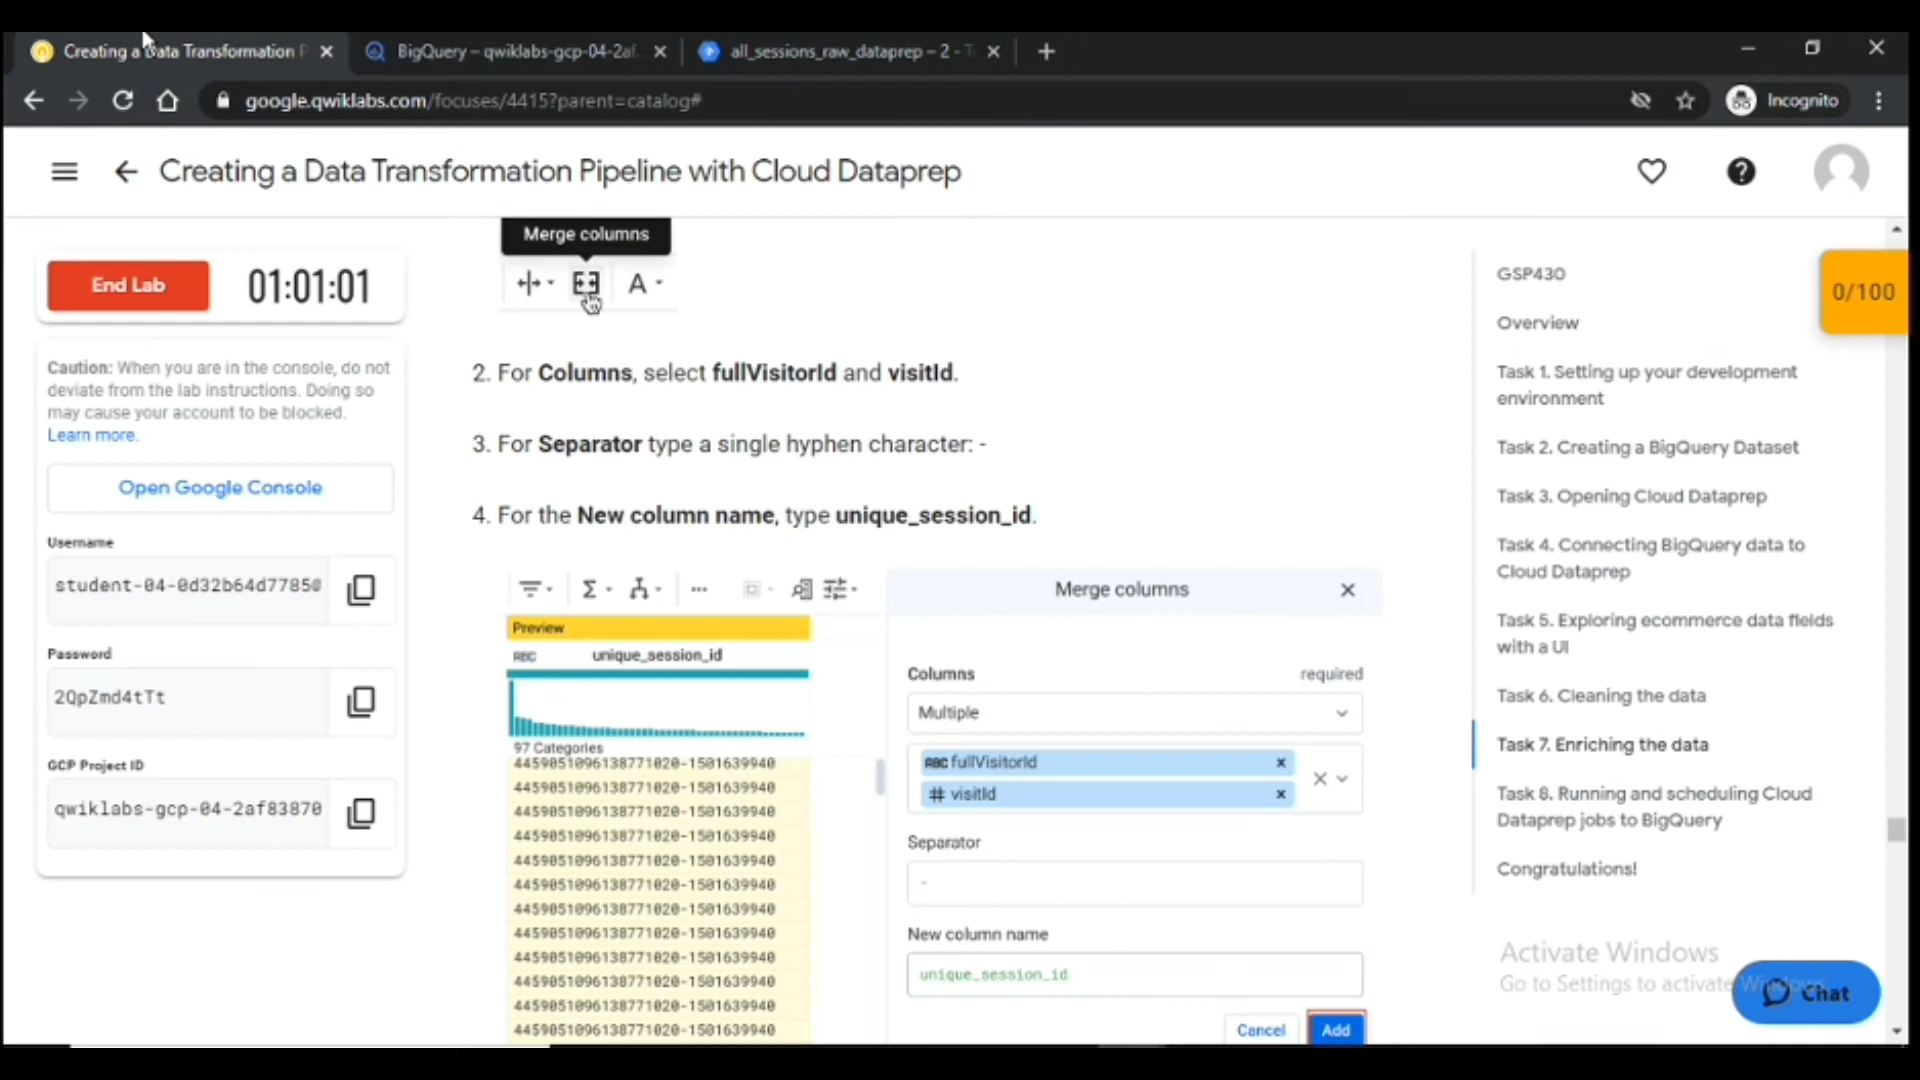 Creating a Data Transformation P
BigQuery – qwiklabs-gcp-04-2af
all_sessions_raw_dataprep – 2 - T
google.qwiklabs.com/focuses/4415?parent=catalog#
Incognito
Creating a Data Transformation Pipeline with Cloud Dataprep
End Lab
01:01:01
Caution: When you are in the console, do not
deviate from the lab instructions. Doing so
may cause your account to be blocked.
Learn more.
Open Google Console
Username
student-04-0d32b64d7785@
Password
2QpZmd4tTt
GCP Project ID
qwiklabs-gcp-04-2af83870
Merge columns
A
2. For Columns, select fullVisitorId and visitId.
3. For Separator type a single hyphen character: -
4. For the New column name, type unique_session_id.
Preview
ABC unique_session_id
97 Categories
4459051096138771020-1501639940
4459051096138771020-1501639940
4459051096138771020-1501639940
4459051096138771020-1501639940
4459051096138771020-1501639940
4459051096138771020-1501639940
4459051096138771020-1501639940
4459051096138771020-1501639940
4459051096138771020-1501639940
4459051096138771020-1501639940
4459051096138771020-1501639940
4459051096138771020-1501639940
Merge columns
Columns required
Multiple
ABC fullVisitorId
# visitId
Separator
-
New column name
unique_session_id
Cancel
Add
GSP430
Overview
Task 1. Setting up your development
environment
Task 2. Creating a BigQuery Dataset
Task 3. Opening Cloud Dataprep
Task 4. Connecting BigQuery data to
Cloud Dataprep
Task 5. Exploring ecommerce data fields
with a UI
Task 6. Cleaning the data
Task 7. Enriching the data
Task 8. Running and scheduling Cloud
Dataprep jobs to BigQuery
Congratulations!
0/100
Activate Windows
Go to Settings to activate Windows.
Chat